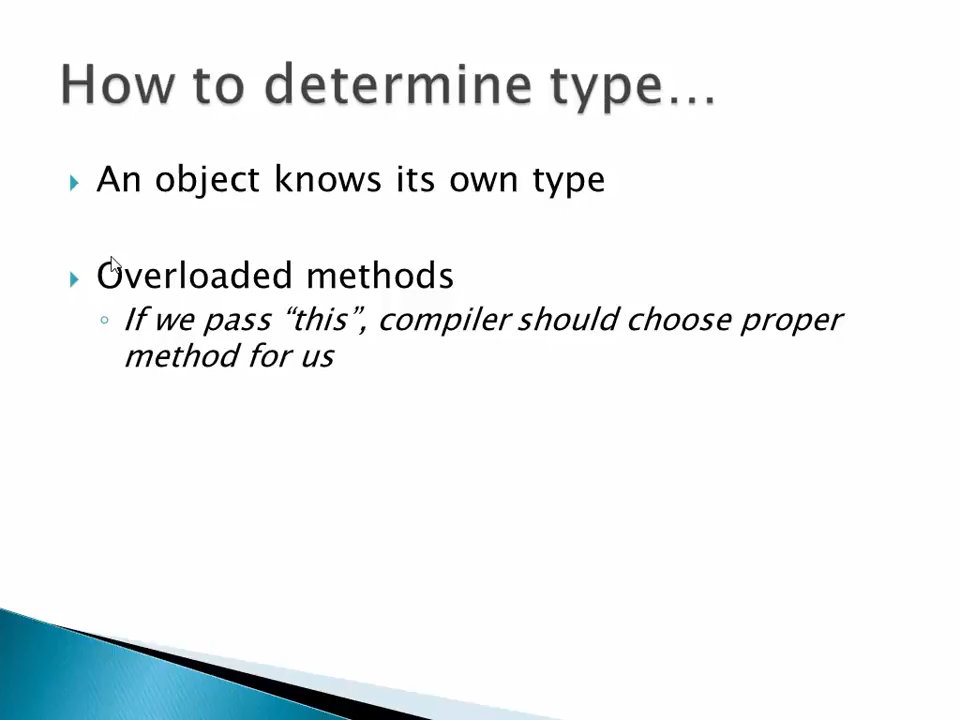 How to determine type...
An object knows its own type
Overloaded methods
If we pass “this”, compiler should choose proper
method for us